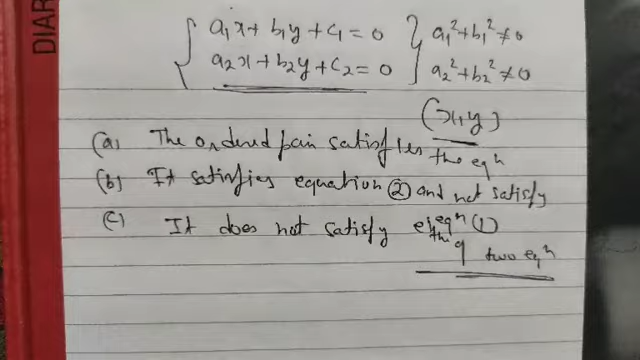 DIAR
a₁x + b₁y + c₁ = 0 } a₁² + b₁² ≠ 0
a₂x + b₂y + c₂ = 0 } a₂² + b₂² ≠ 0
(x, y)
(a) The ordered pair satisfies the eqⁿ
(b) It satisfies equation ② and not satisfy
(c) It does not satisfy eqⁿ (1)
two eqⁿ